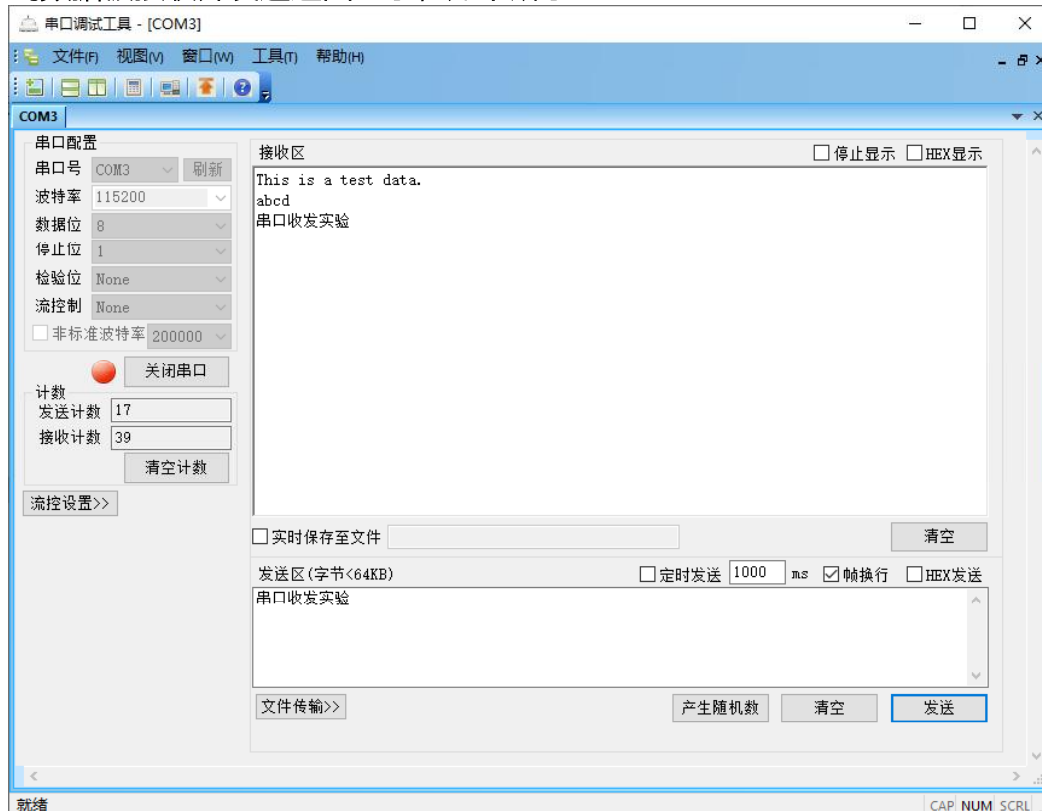 串口调试工具 - [COM3]
文件(F) 视图(V) 窗口(W) 工具(T) 帮助(H)
COM3
串口配置
串口号 COM3 刷新
波特率 115200
数据位 8
停止位 1
检验位 None
流控制 None
非标准波特率 200000
关闭串口
计数
发送计数 17
接收计数 39
清空计数
流控设置>>
接收区 停止显示 HEX显示
This is a test data.
abcd
串口收发实验
实时保存至文件 清空
发送区(字节<64KB) 定时发送 1000 ms 帧换行 HEX发送
串口收发实验
文件传输>> 产生随机数 清空 发送
就绪 CAP NUM SCRL